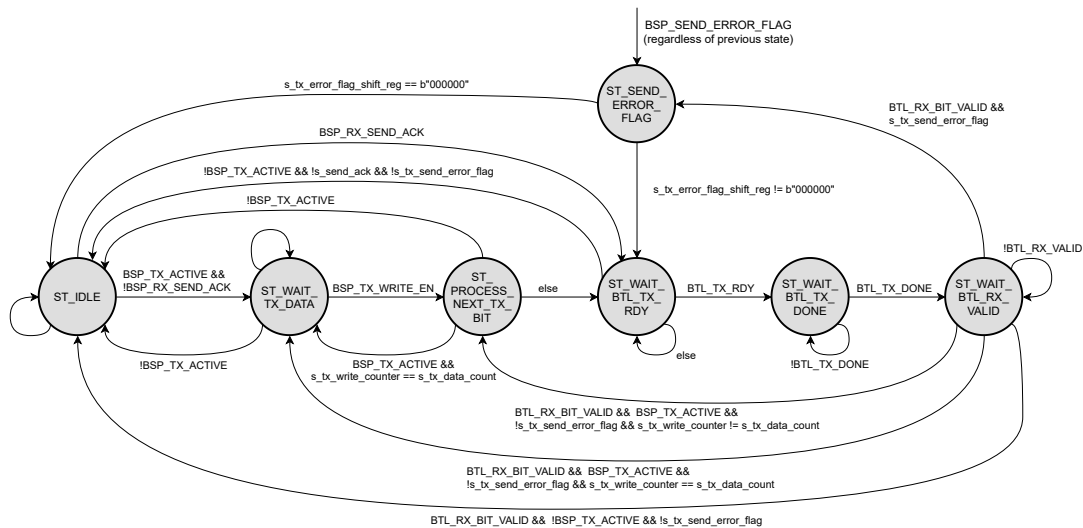 BSP_SEND_ERROR_FLAG
(regardless of previous state)
s_tx_error_flag_shift_reg == b"000000"
ST_SEND_
ERROR_
FLAG
BTL_RX_BIT_VALID &&
s_tx_send_error_flag
BSP_RX_SEND_ACK
!BSP_TX_ACTIVE && !s_send_ack && !s_tx_send_error_flag
s_tx_error_flag_shift_reg != b"000000"
!BSP_TX_ACTIVE
!BTL_RX_VALID
ST_IDLE
BSP_TX_ACTIVE &&
!BSP_RX_SEND_ACK
ST_WAIT_
TX_DATA
BSP_TX_WRITE_EN
ST_
PROCESS_
NEXT_TX_
BIT
else
ST_WAIT_
BTL_TX_
RDY
BTL_TX_RDY
ST_WAIT_
BTL_TX_
DONE
BTL_TX_DONE
ST_WAIT_
BTL_RX_
VALID
!BSP_TX_ACTIVE
BSP_TX_ACTIVE &&
s_tx_write_counter == s_tx_data_count
else
!BTL_TX_DONE
BTL_RX_BIT_VALID && BSP_TX_ACTIVE &&
!s_tx_send_error_flag && s_tx_write_counter != s_tx_data_count
BTL_RX_BIT_VALID && BSP_TX_ACTIVE &&
!s_tx_send_error_flag && s_tx_write_counter == s_tx_data_count
BTL_RX_BIT_VALID && !BSP_TX_ACTIVE && !s_tx_send_error_flag